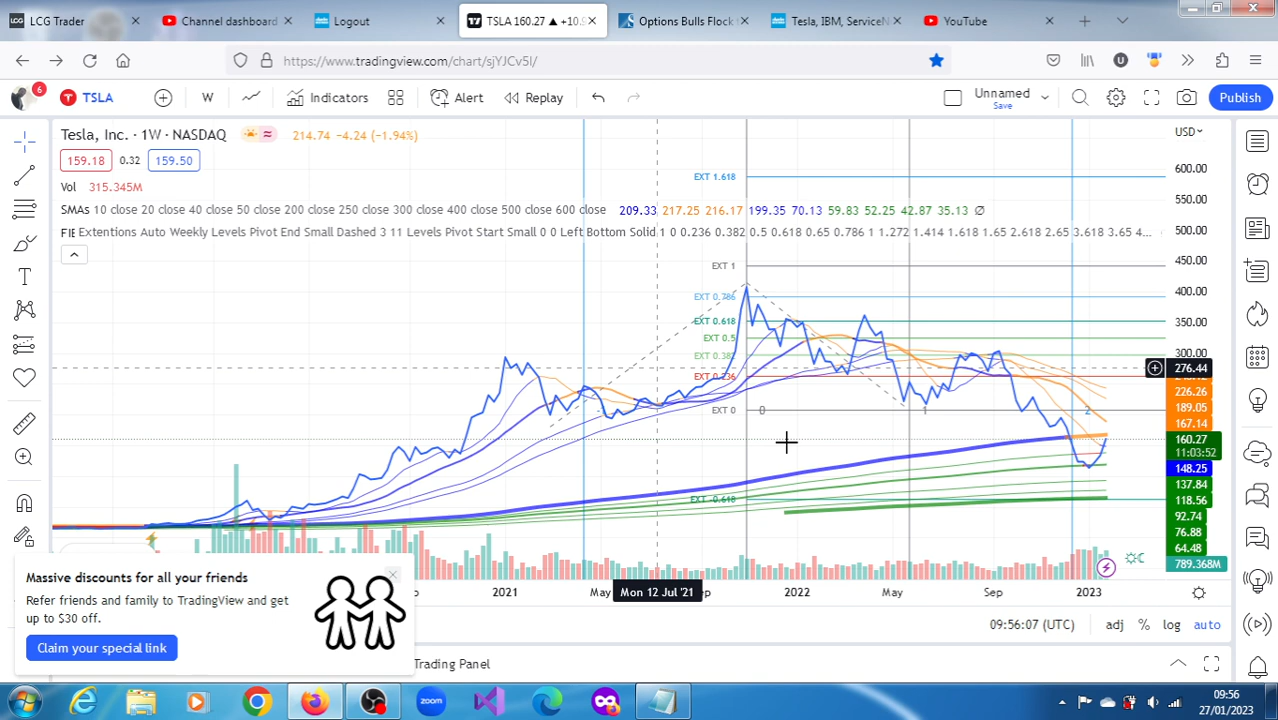 LCG Trader
Channel dashboard
Logout
TSLA 160.27 ▲ +10.9
Options Bulls Flock
Tesla, IBM, ServiceN
YouTube
https://www.tradingview.com/chart/sjYJCv5I/
6
TSLA
W
Indicators
Alert
Replay
Unnamed
Save
Publish
Tesla, Inc. · 1W · NASDAQ
214.74 −4.24 (−1.94%)
159.18 0.32 159.50
Vol 315.345M
SMAs 10 close 20 close 40 close 50 close 200 close 250 close 300 close 400 close 500 close 600 close 209.33 217.25 216.17 199.35 70.13 59.83 52.25 42.87 35.13 ∅
Extentions Auto Weekly Levels Pivot End Small Dashed 3 11 Levels Pivot Start Small 0 0 Left Bottom Solid 1 0 0.236 0.382 0.5 0.618 0.65 0.786 1 1.272 1.414 1.618 1.65 2.618 2.65 3.618 3.65 4...
EXT 1.618
EXT 1
EXT 0.786
EXT 0.618
EXT 0.5
EXT 0.382
EXT 0.236
EXT 0
EXT -0.618
0
1
2
USD
600.00
550.00
500.00
450.00
400.00
350.00
300.00
276.44
226.26
189.05
167.14
160.27
11:03:52
148.25
137.84
118.56
92.74
76.88
64.48
789.368M
2021
May
Mon 12 Jul '21
2022
May
Sep
2023
Massive discounts for all your friends
Refer friends and family to TradingView and get
up to $30 off.
Claim your special link
09:56:07 (UTC)
adj % log auto
Trading Panel
zoom
09:56
27/01/2023